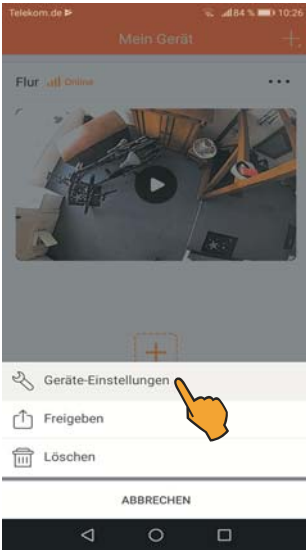 Telekom.de 84 % 10:26
Mein Gerät
Flur Online
Geräte-Einstellungen
Freigeben
Löschen
ABBRECHEN